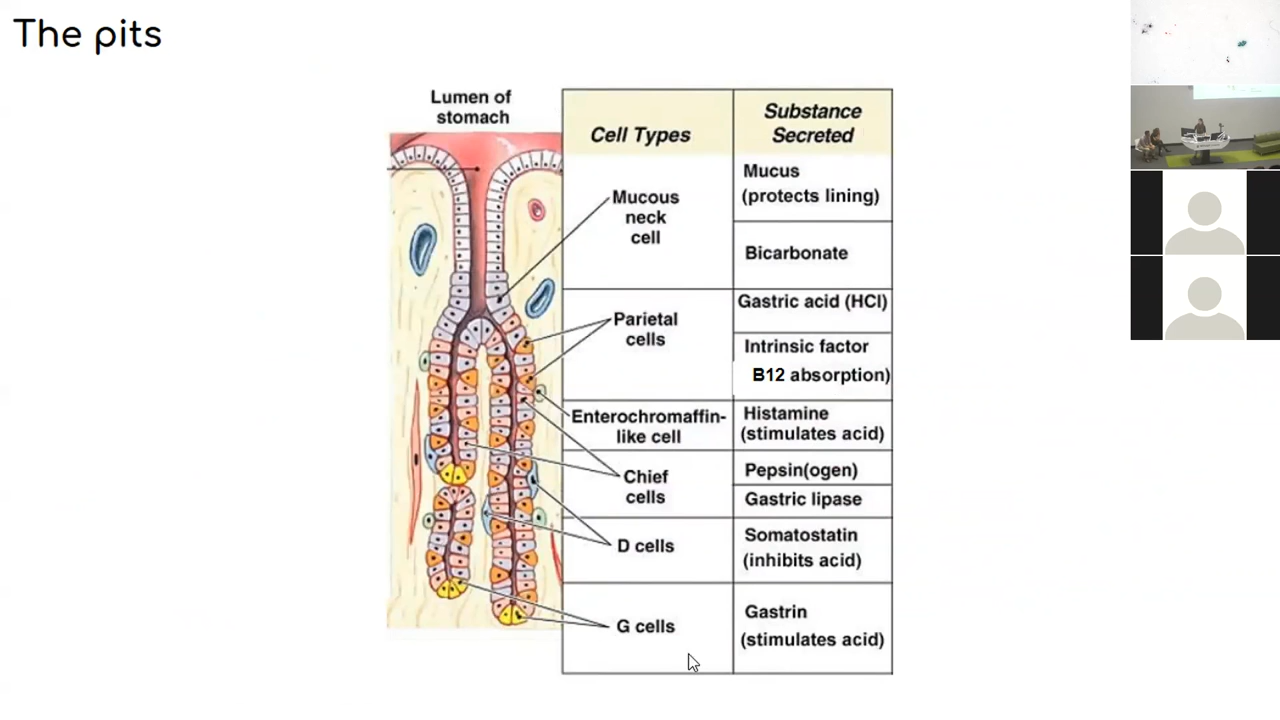 The pits
Lumen of
stomach
Cell Types
Substance
Secreted
Mucous
neck
cell
Mucus
(protects lining)
Bicarbonate
Parietal
cells
Gastric acid (HCl)
Intrinsic factor
B12 absorption)
Enterochromaffin-
like cell
Histamine
(stimulates acid)
Chief
cells
Pepsin(ogen)
Gastric lipase
D cells
Somatostatin
(inhibits acid)
G cells
Gastrin
(stimulates acid)